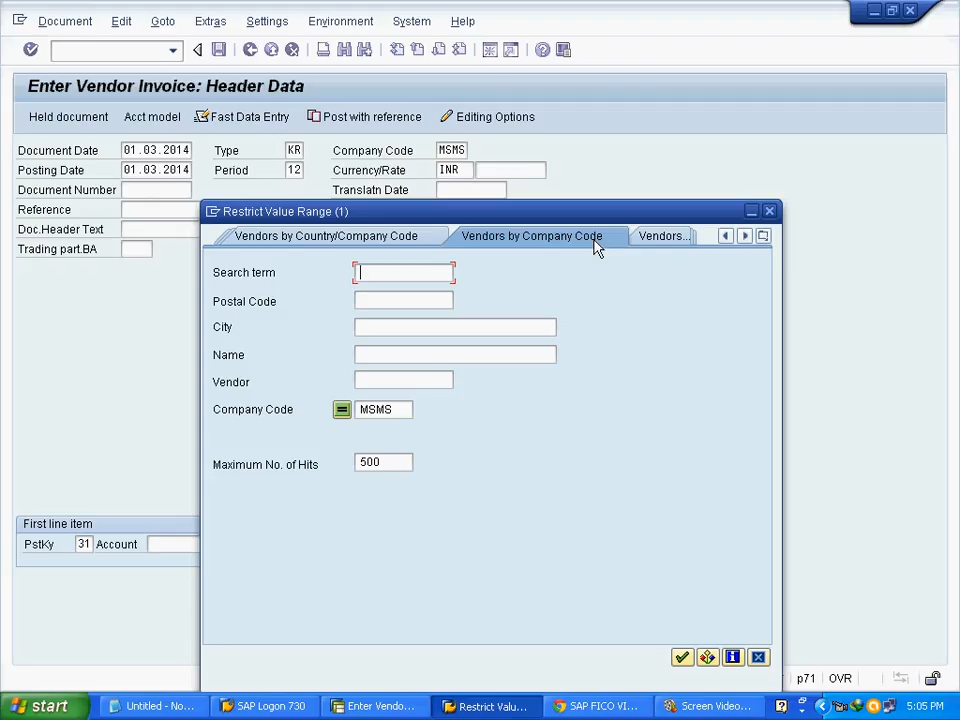 Document Edit Goto Extras Settings Environment System Help
Enter Vendor Invoice: Header Data
Held document Acct model Fast Data Entry Post with reference Editing Options
Document Date 01.03.2014 Type KR Company Code MSMS
Posting Date 01.03.2014 Period 12 Currency/Rate INR
Document Number Translatn Date
Reference
Doc.Header Text
Trading part.BA
Restrict Value Range (1)
Vendors by Country/Company Code Vendors by Company Code Vendors...
Search term
Postal Code
City
Name
Vendor
Company Code MSMS
Maximum No. of Hits 500
First line item
PstKy 31 Account
p71 OVR
start Untitled - No... SAP Logon 730 Enter Vendo... Restrict Valu... SAP FICO VI... Screen Video... 5:05 PM